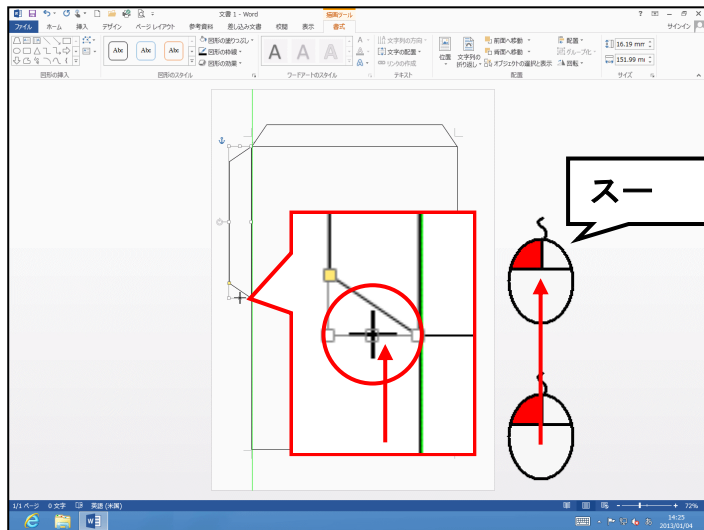 文書 1 - Word
描画ツール
サインイン
ファイル ホーム 挿入 デザイン ページ レイアウト 参考資料 差し込み文書 校閲 表示 書式
Abc Abc Abc
図形の塗りつぶし
図形の枠線
図形の効果
A A A
文字列の方向
文字の配置
リンクの作成
位置
文字列の
折り返し
前面へ移動
背面へ移動
オブジェクトの選択と表示
配置
グループ化
回転
16.19 mm
151.99 mı
図形の挿入 図形のスタイル ワードアートのスタイル テキスト 配置 サイズ
スー
1/1 ページ 0 文字 英語 (米国)
72%
14:25
2013/01/04